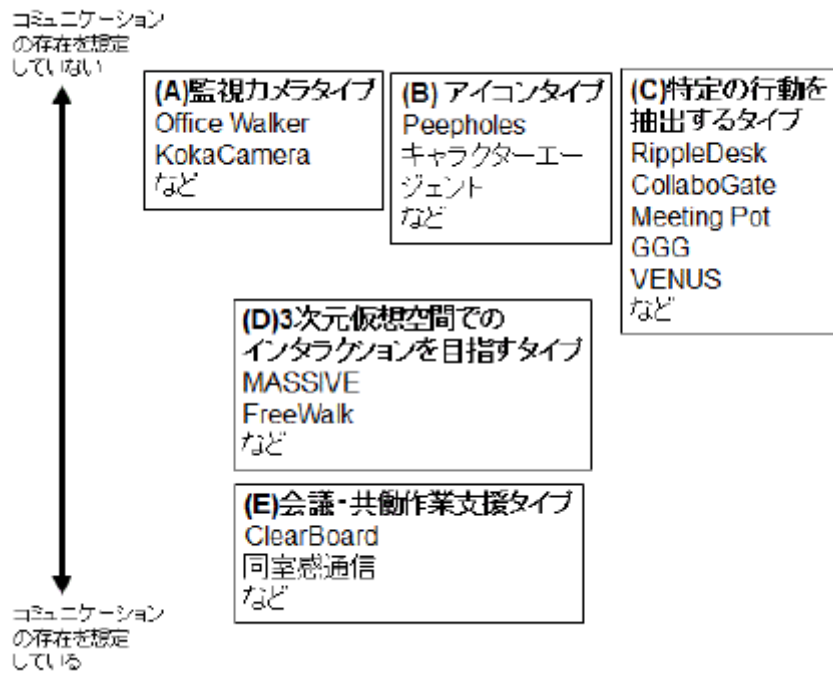 コミュニケーション
の存在を想定
していない
(A)監視カメラタイプ
Office Walker
KokaCamera
など
(B) アイコンタイプ
Peepholes
キャラクターエー
ジェント
など
(C)特定の行動を
抽出するタイプ
RippleDesk
CollaboGate
Meeting Pot
GGG
VENUS
など
(D)3次元仮想空間での
インタラクションを目指すタイプ
MASSIVE
FreeWalk
など
(E)会議・共働作業支援タイプ
ClearBoard
同室感通信
など
コミュニケーション
の存在を想定
している